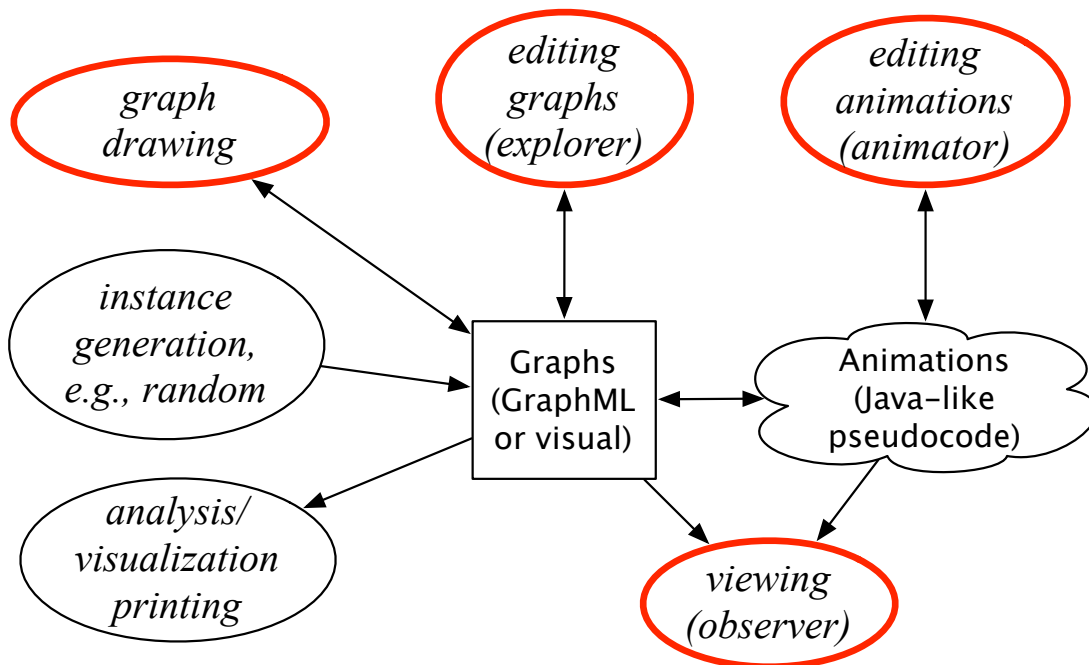 graph
drawing
editing
graphs
(explorer)
editing
animations
(animator)
instance
generation,
e.g., random
Graphs
(GraphML
or visual)
Animations
(Java-like
pseudocode)
analysis/
visualization
printing
viewing
(observer)